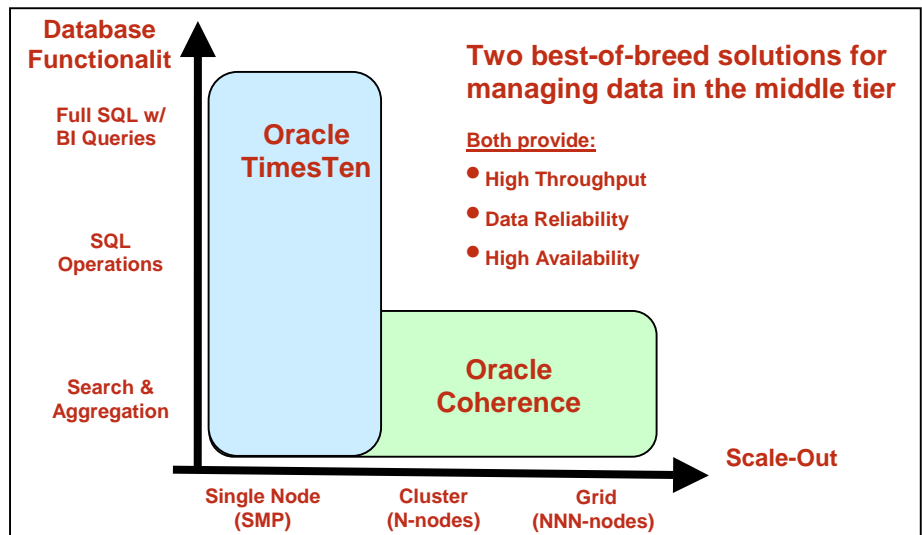 Database
Functionalit
Two best-of-breed solutions for
managing data in the middle tier
Full SQL w/
BI Queries
Oracle
TimesTen
Both provide:
• High Throughput
• Data Reliability
• High Availability
SQL
Operations
Search &
Aggregation
Oracle
Coherence
Scale-Out
Single Node
(SMP)
Cluster
(N-nodes)
Grid
(NNN-nodes)